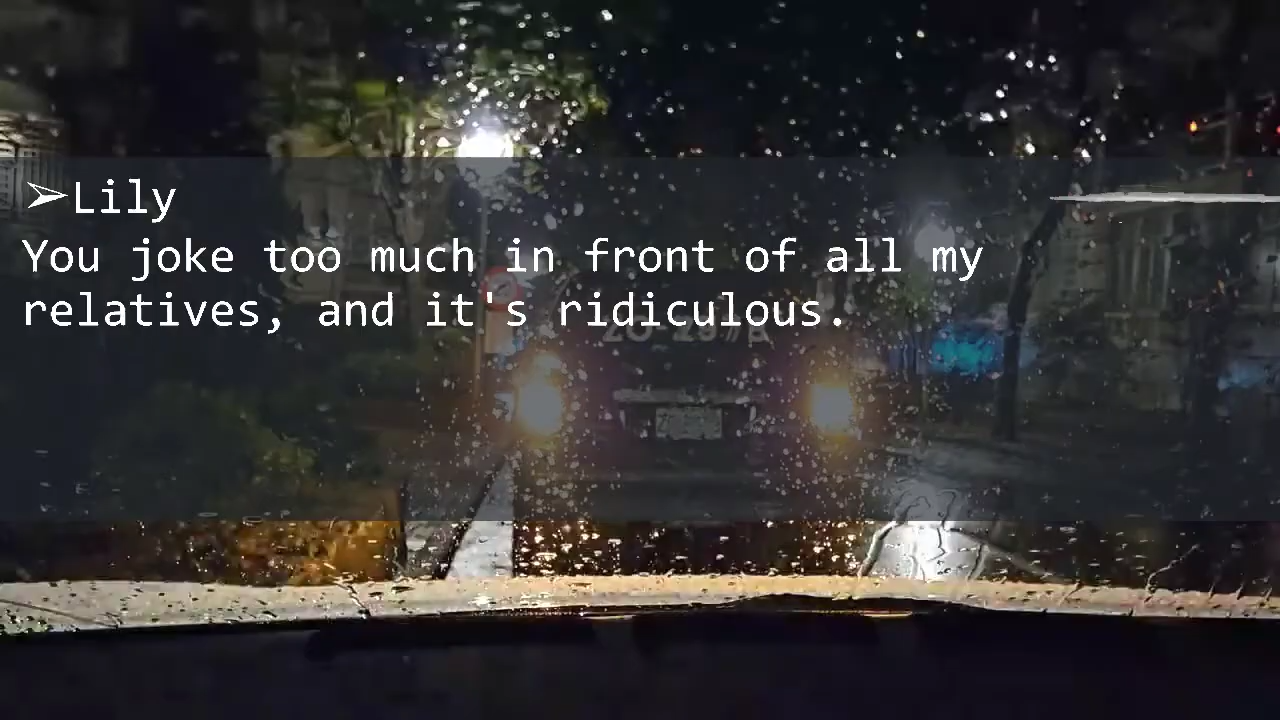 ➢Lily
You joke too much in front of all my
relatives, and it's ridiculous.